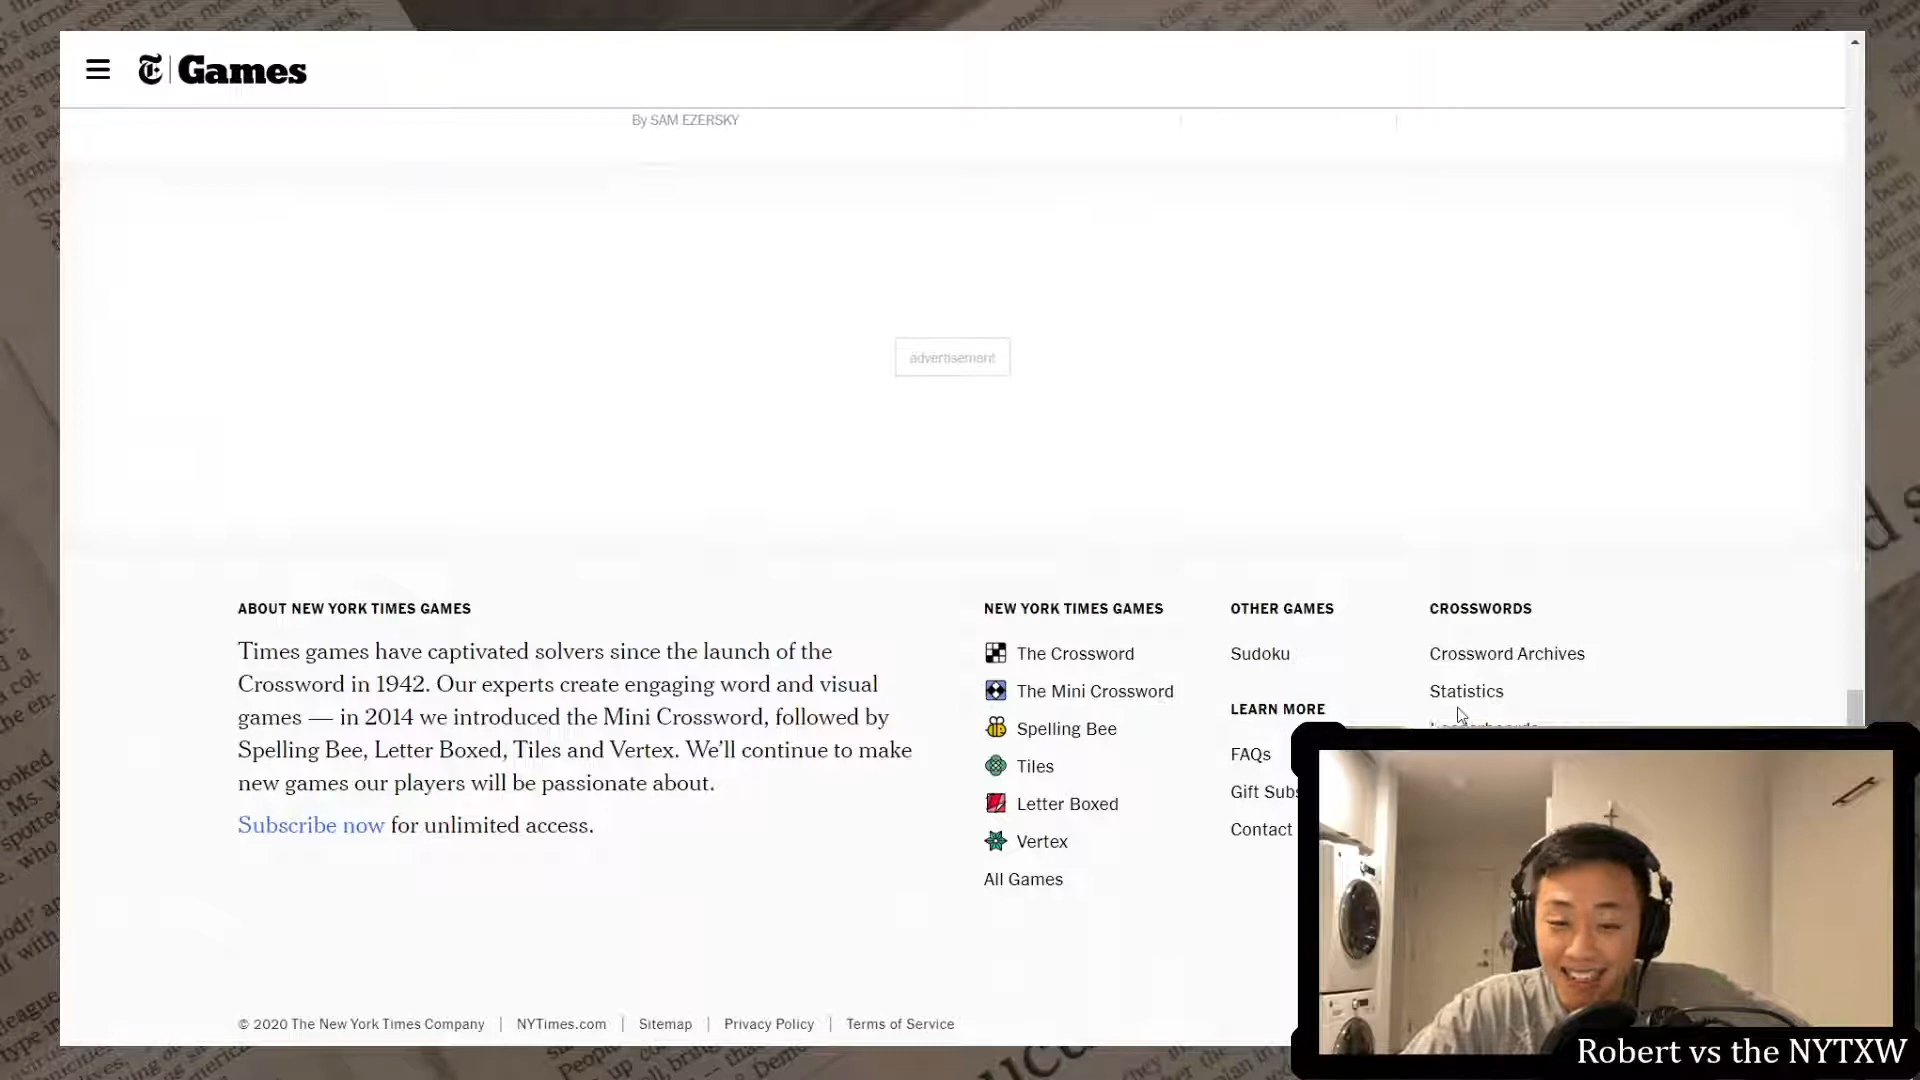 Games
By SAM EZERSKY
advertisement
ABOUT NEW YORK TIMES GAMES
Times games have captivated solvers since the launch of the
Crossword in 1942. Our experts create engaging word and visual
games — in 2014 we introduced the Mini Crossword, followed by
Spelling Bee, Letter Boxed, Tiles and Vertex. We'll continue to make
new games our players will be passionate about.
Subscribe now for unlimited access.
NEW YORK TIMES GAMES
The Crossword
The Mini Crossword
Spelling Bee
Tiles
Letter Boxed
Vertex
All Games
OTHER GAMES
Sudoku
LEARN MORE
FAQs
Gift Subs
Contact
CROSSWORDS
Crossword Archives
Statistics
© 2020 The New York Times Company | NYTimes.com | Sitemap | Privacy Policy | Terms of Service
Robert vs the NYTXW